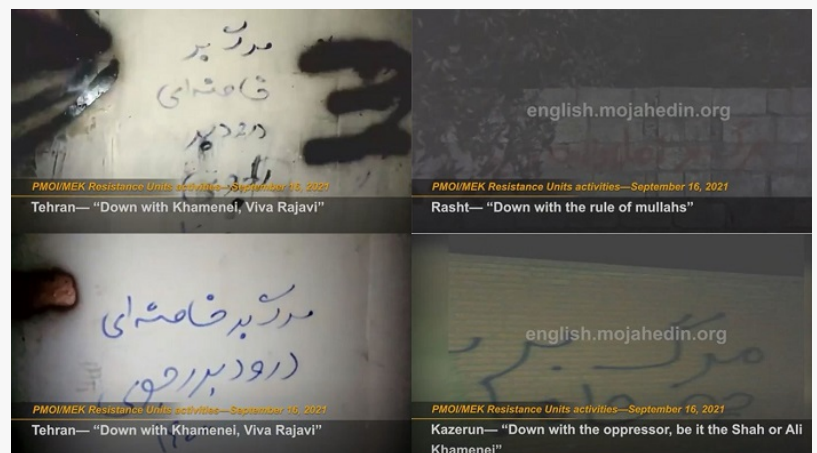 مرگ بر
خامنه‌ای
درود بر
رجوی
PMOI/MEK Resistance Units activities—September 16, 2021
Tehran— “Down with Khamenei, Viva Rajavi”
english.mojahedin.org
PMOI/MEK Resistance Units activities—September 16, 2021
Rasht— “Down with the rule of mullahs”
مرگ بر خامنه‌ای
درود بر رجوی
PMOI/MEK Resistance Units activities—September 16, 2021
Tehran— “Down with Khamenei, Viva Rajavi”
english.mojahedin.org
مرگ بر
PMOI/MEK Resistance Units activities—September 16, 2021
Kazerun— “Down with the oppressor, be it the Shah or Ali
Khamenei”